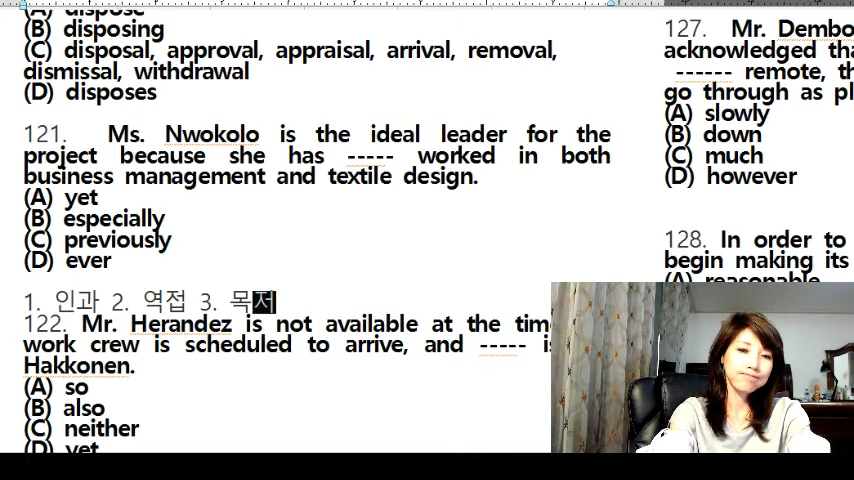 (A) dispose
(B) disposing
(C) disposal, approval, appraisal, arrival, removal,
dismissal, withdrawal
(D) disposes
121. Ms. Nwokolo is the ideal leader for the
project because she has ----- worked in both
business management and textile design.
(A) yet
(B) especially
(C) previously
(D) ever
1. 인과 2. 역접 3. 목저
122. Mr. Herandez is not available at the
work crew is scheduled to arrive, and -----
Hakkonen.
(A) so
(B) also
(C) neither
(D) yet
127. Mr. Dembo
acknowledged
------ remote,
go through as
(A) slowly
(B) down
(C) much
(D) however
128. In order to
begin making its
(A) reasonable